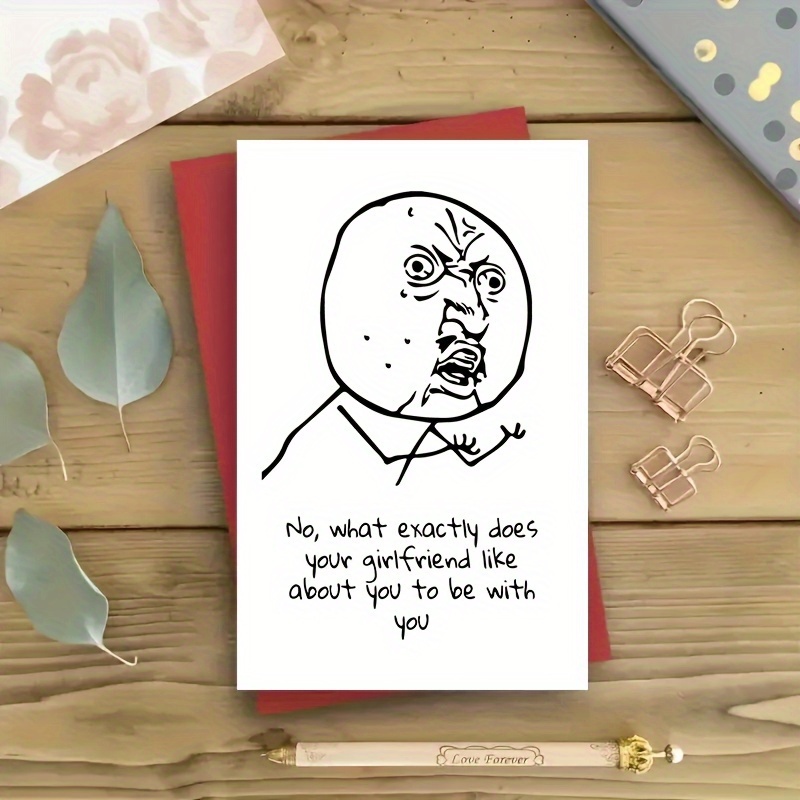 No, what exactly does
your girlfriend like
about you to be with
you
Love Forever